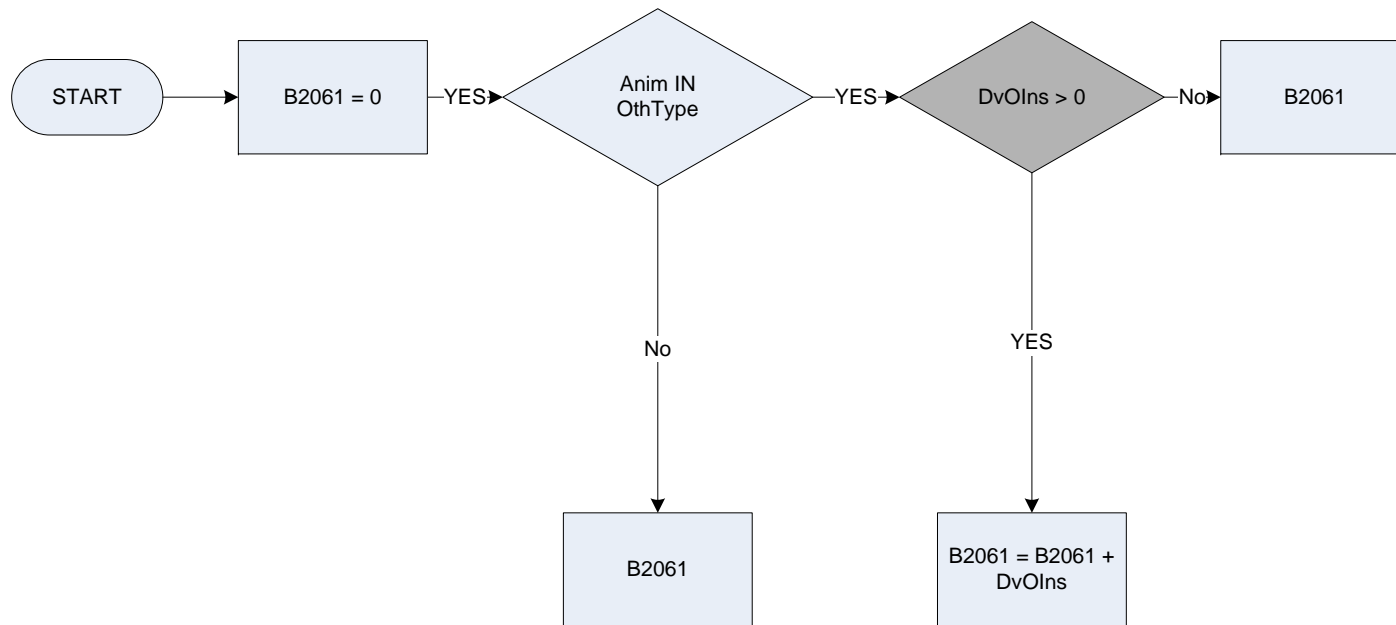 START
B2061 = 0
YES
Anim IN
OthType
YES
DvOIns > 0
No
B2061
No
YES
B2061
B2061 = B2061 +
DvOIns